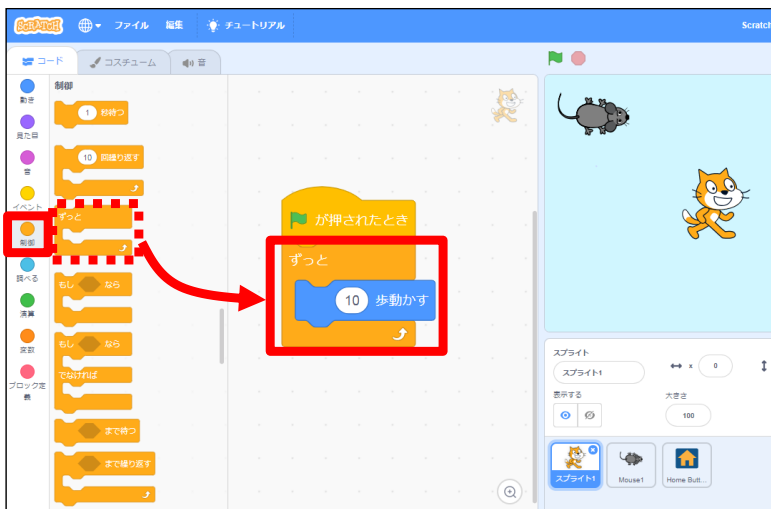 SCRATCH ファイル 編集 チュートリアル Scratch
コード コスチューム 音
動き
見た目
音
イベント
制御
調べる
演算
変数
ブロック定義
制御
1 秒待つ
10 回繰り返す
ずっと
もし なら
もし なら
でなければ
まで待つ
まで繰り返す
が押されたとき
ずっと
10 歩動かす
スプライト
スプライト1 x 0
表示する 大きさ
100
スプライト1 Mouse1 Home Butt...